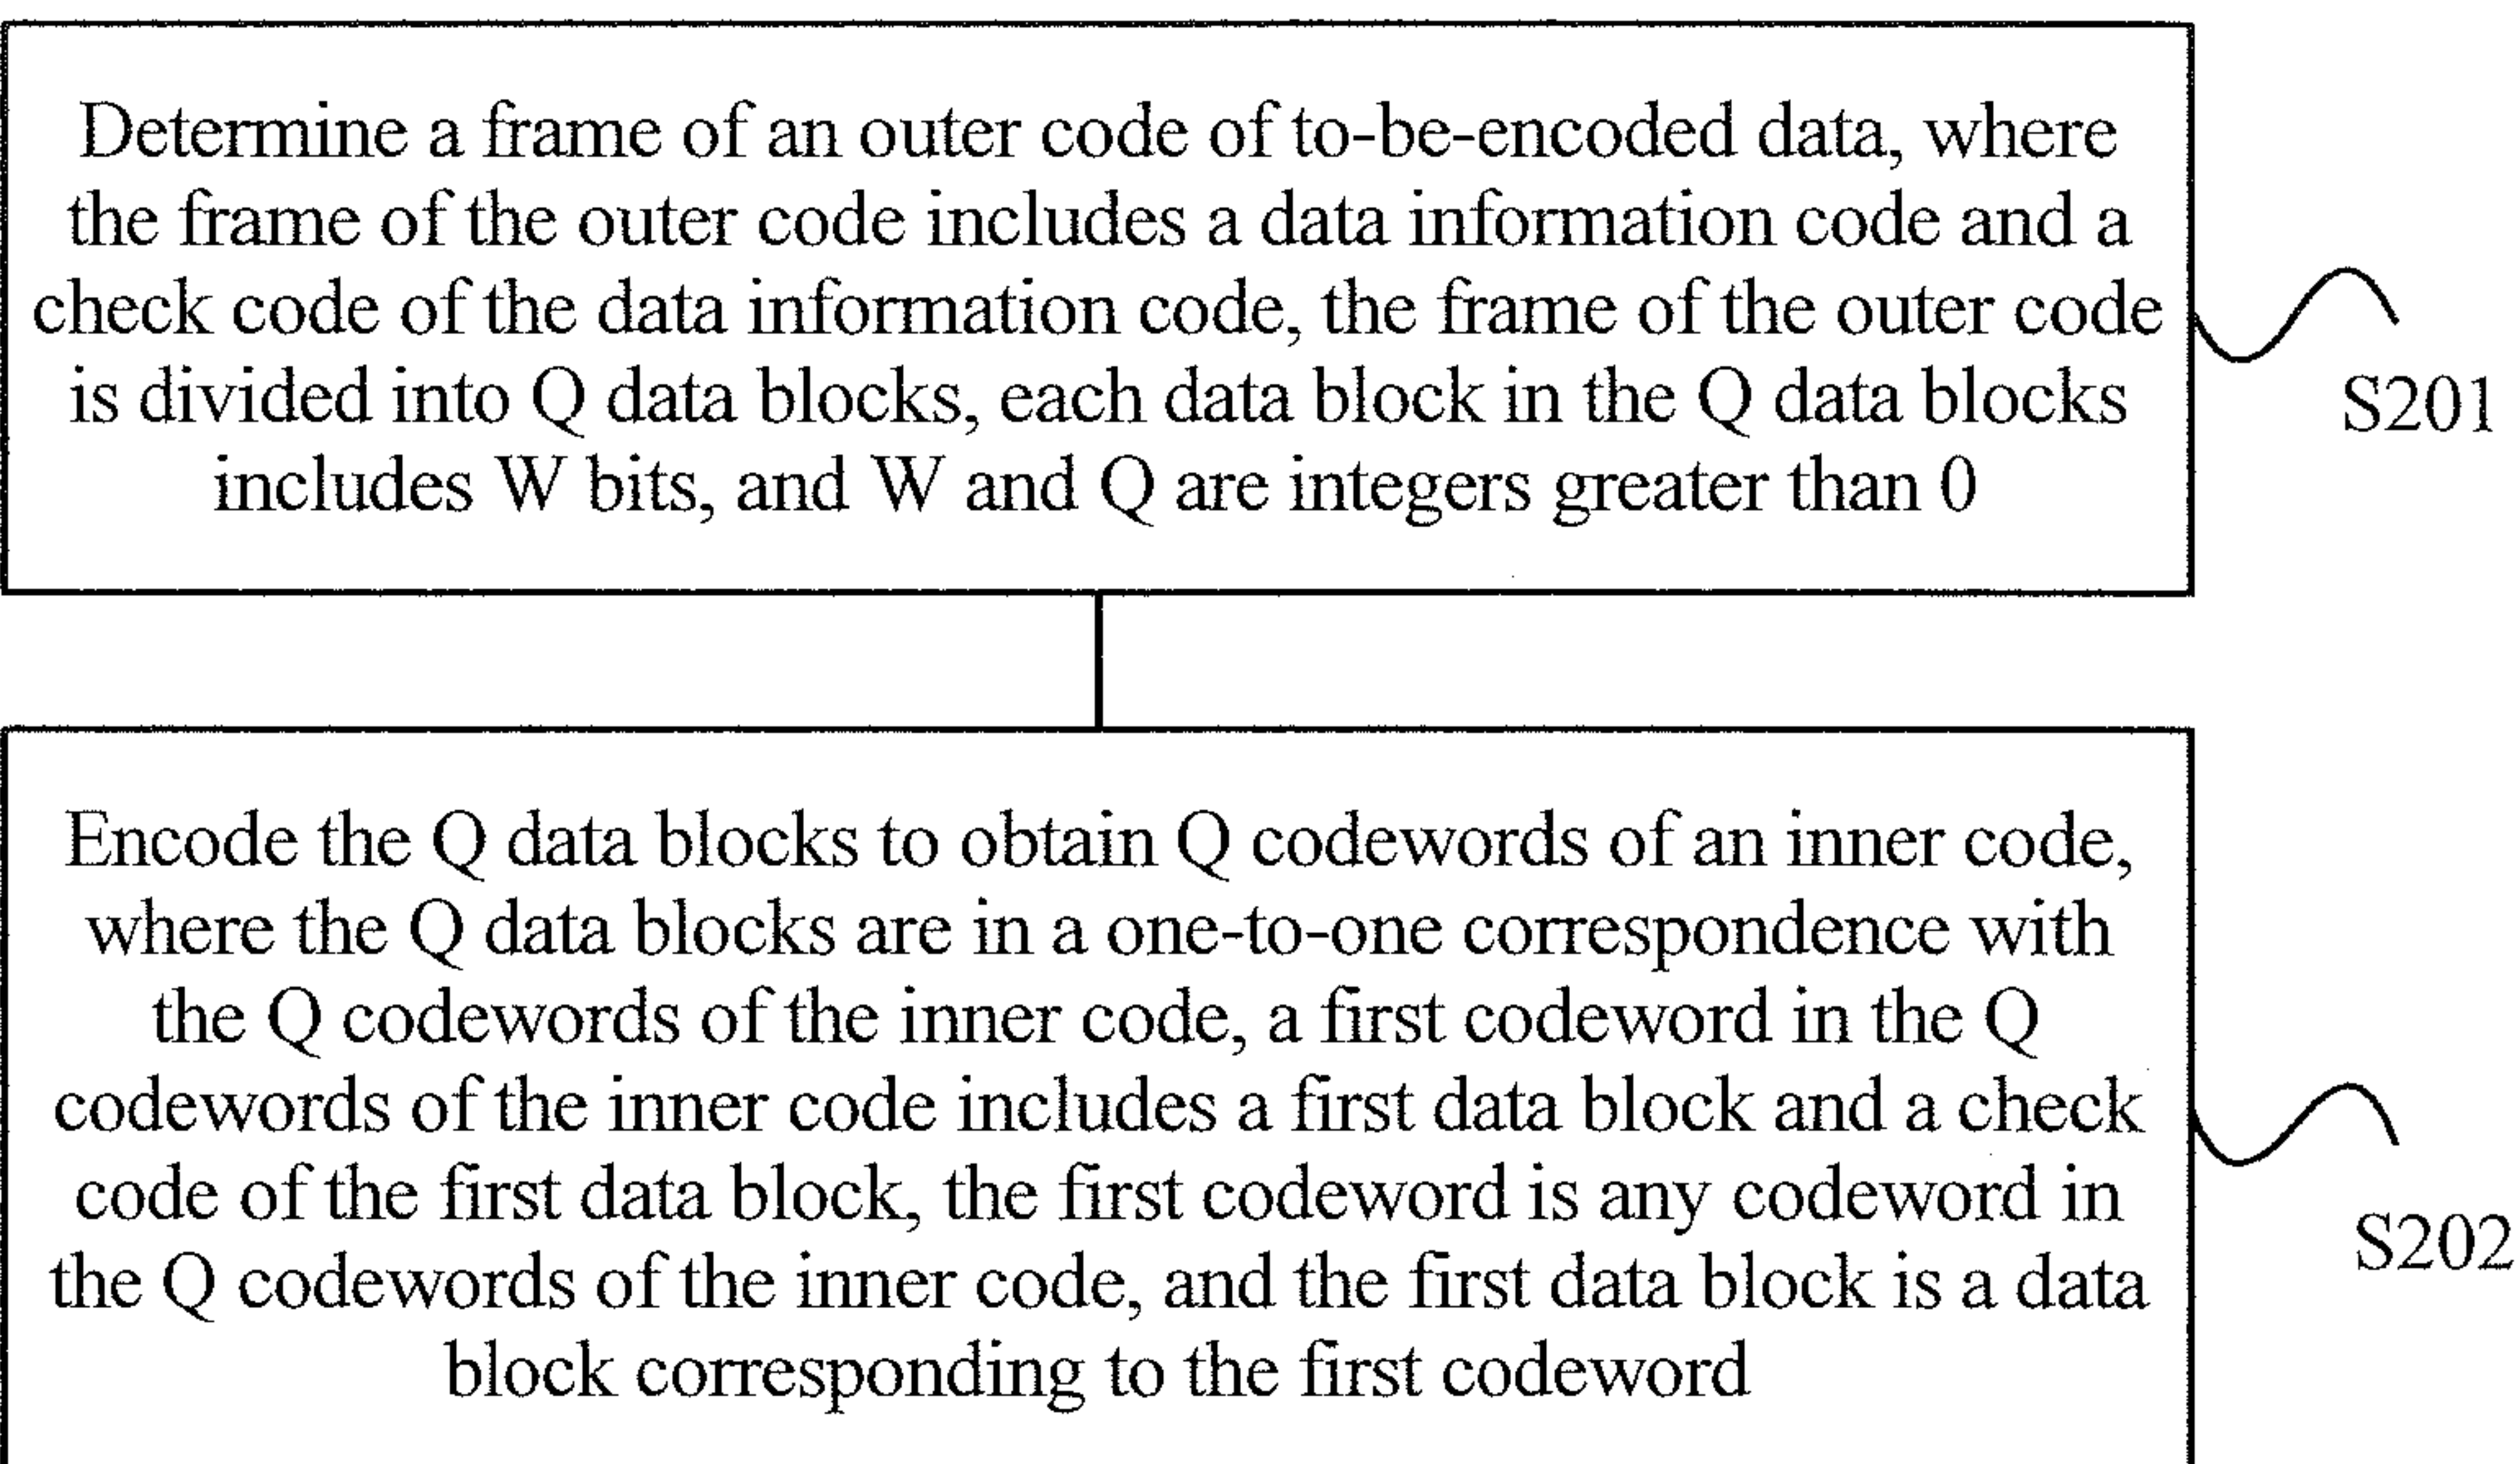 Determine a frame of an outer code of to-be-encoded data, where
the frame of the outer code includes a data information code and a
check code of the data information code, the frame of the outer code
is divided into Q data blocks, each data block in the Q data blocks
includes W bits, and W and Q are integers greater than 0
S201
Encode the Q data blocks to obtain Q codewords of an inner code,
where the Q data blocks are in a one-to-one correspondence with
the Q codewords of the inner code, a first codeword in the Q
codewords of the inner code includes a first data block and a check
code of the first data block, the first codeword is any codeword in
the Q codewords of the inner code, and the first data block is a data
block corresponding to the first codeword
S202